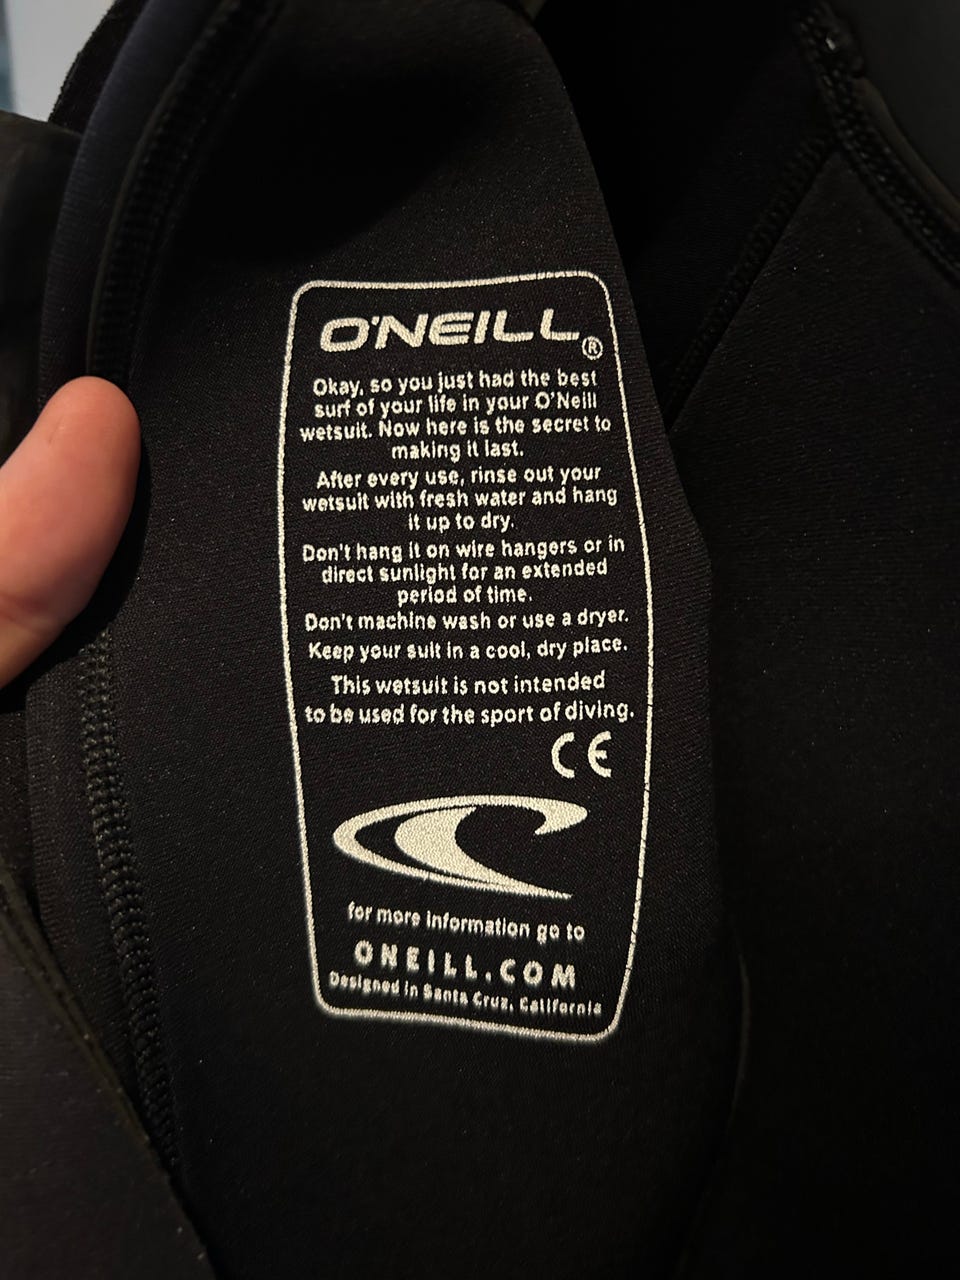 O'NEILL®
Okay, so you just had the best
surf of your life in your O'Neill
wetsuit. Now here is the secret to
making it last.
After every use, rinse out your
wetsuit with fresh water and hang
it up to dry.
Don't hang it on wire hangers or in
direct sunlight for an extended
period of time.
Don't machine wash or use a dryer.
Keep your suit in a cool, dry place.
This wetsuit is not intended
to be used for the sport of diving.
CE
for more information go to
ONEILL.COM
Designed in Santa Cruz, California